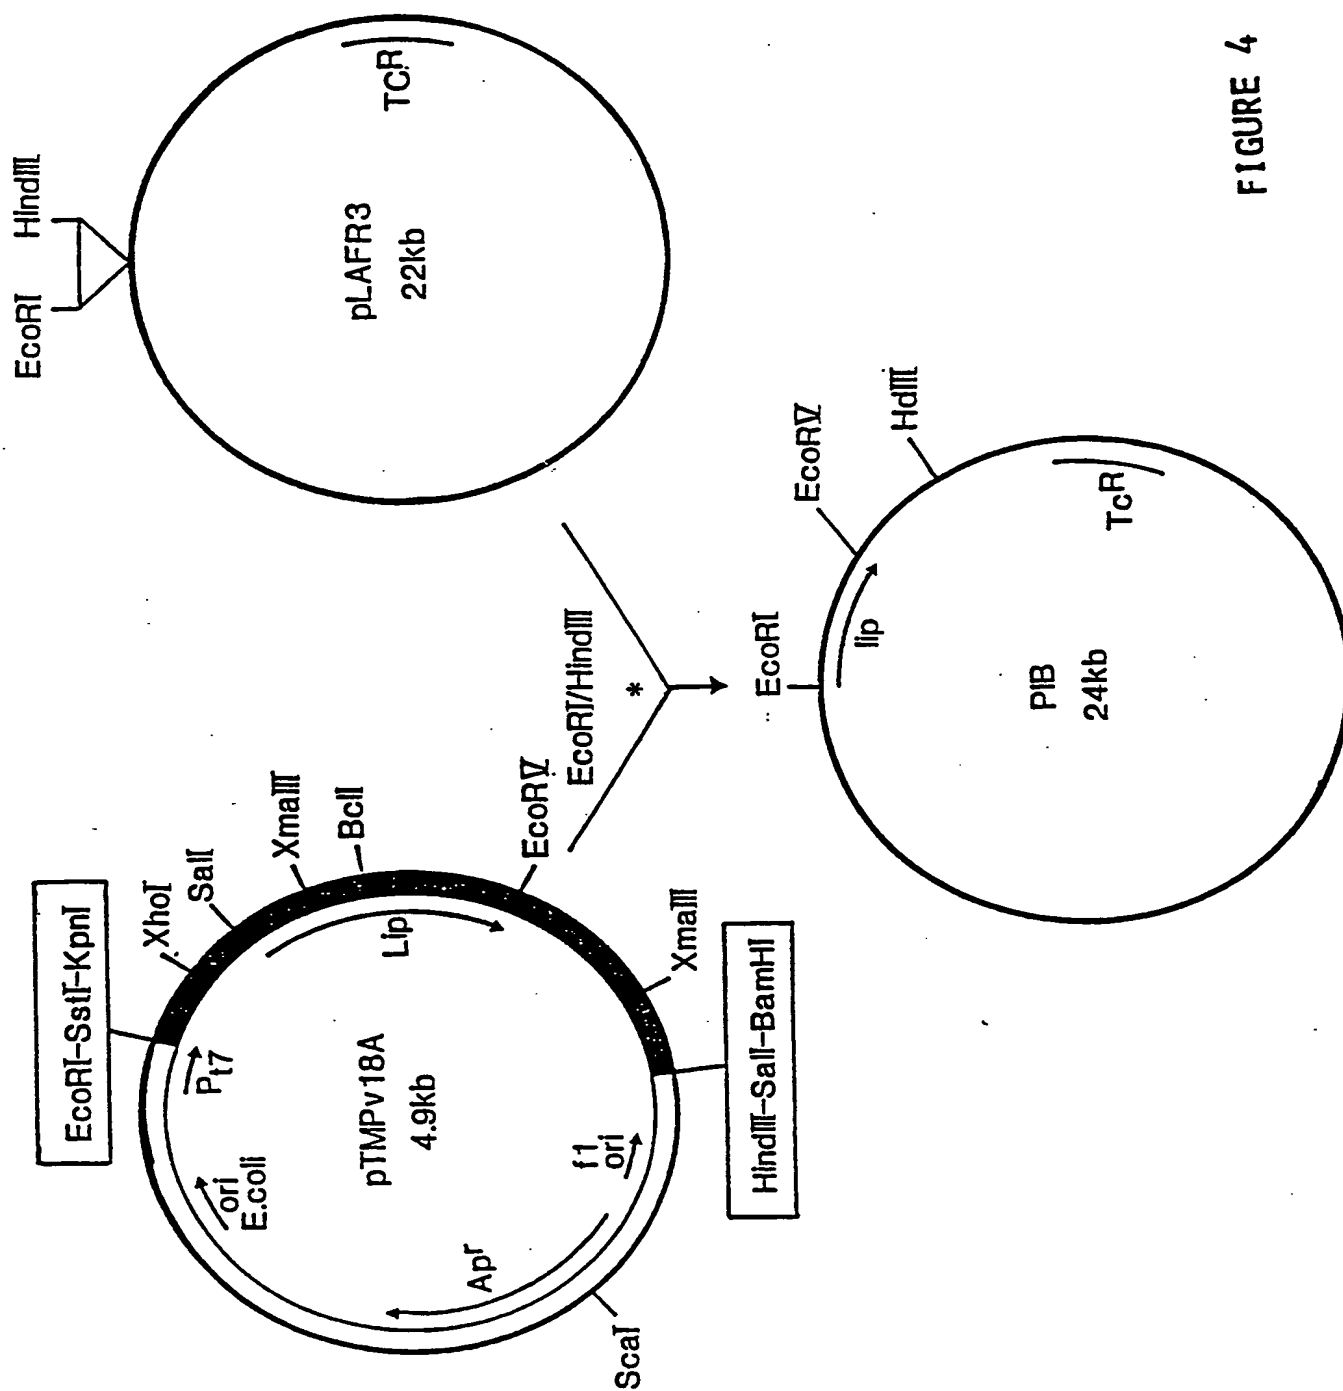 EcoRI-SstI-KpnI
XhoI
SalI
XmaIII
BclI
EcoRV
XmaIII
HindIII-SalI-BamHI
ScaI
Pt7
ori
E.coli
Lip
pTMPv18A
4.9kb
f1
ori
Apr
EcoRI
HindIII
TCR
pLAFR3
22kb
EcoRI/HindIII
*
EcoRI
EcoRV
HdIII
lip
TcR
PIB
24kb
FIGURE 4